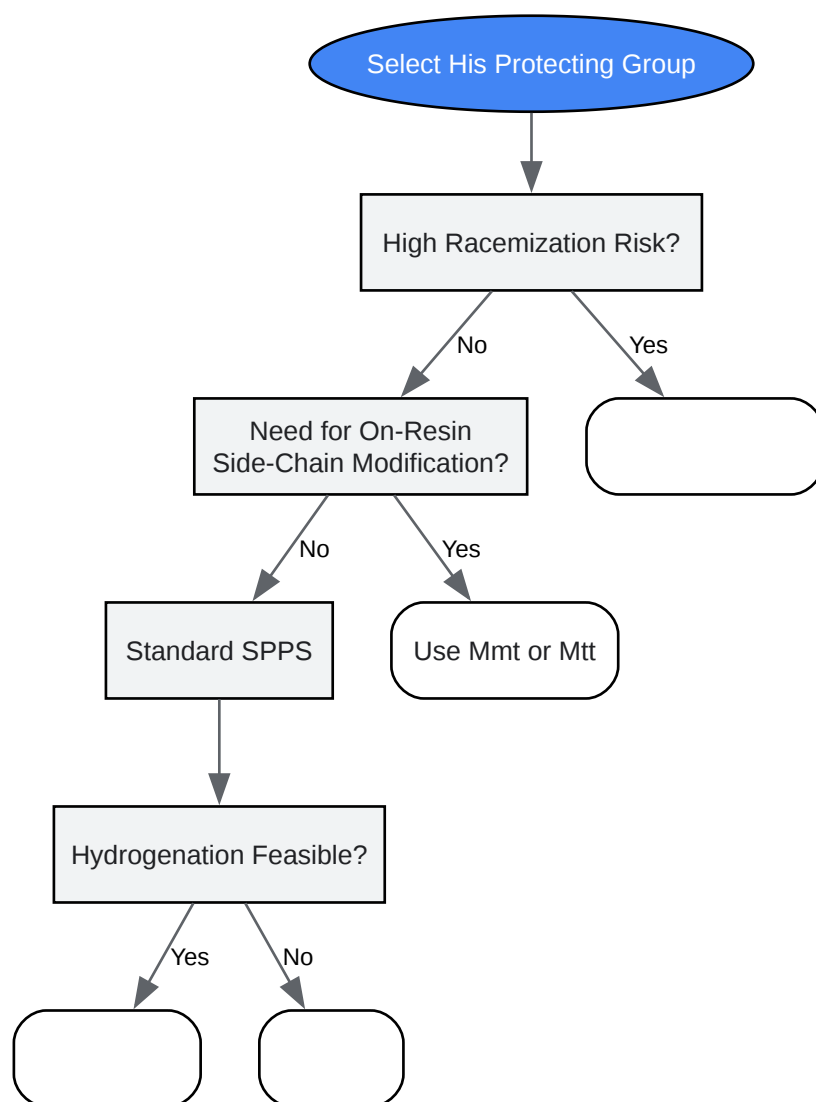 Select His Protecting Group
High Racemization Risk?
No
Yes
Need for On-Resin
Side-Chain Modification?
No
Yes
Standard SPPS
Use Mmt or Mtt
Hydrogenation Feasible?
Yes
No